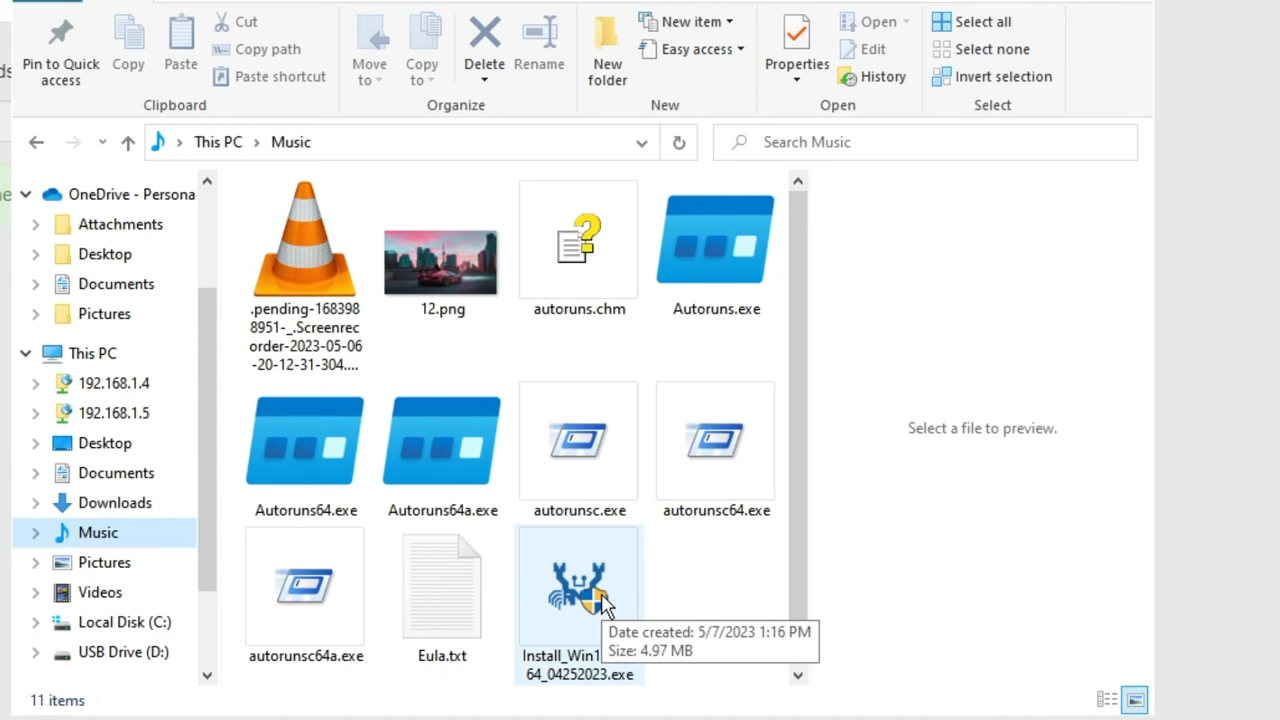 Pin to Quick access
Copy
Paste
Cut
Copy path
Paste shortcut
Clipboard
Move to
Copy to
Delete
Rename
Organize
New folder
New item
Easy access
New
Properties
Open
Edit
History
Open
Select all
Select none
Invert selection
Select
This PC > Music
Search Music
OneDrive - Persona
Attachments
Desktop
Documents
Pictures
This PC
192.168.1.4
192.168.1.5
Desktop
Documents
Downloads
Music
Pictures
Videos
Local Disk (C:)
USB Drive (D:)
.pending-168398
8951-_.Screenrec
order-2023-05-06
-20-12-31-304....
12.png
autoruns.chm
Autoruns.exe
Autoruns64.exe
Autoruns64a.exe
autorunsc.exe
autorunsc64.exe
autorunsc64a.exe
Eula.txt
Install_Win1
64_04252023.exe
Date created: 5/7/2023 1:16 PM
Size: 4.97 MB
Select a file to preview.
11 items